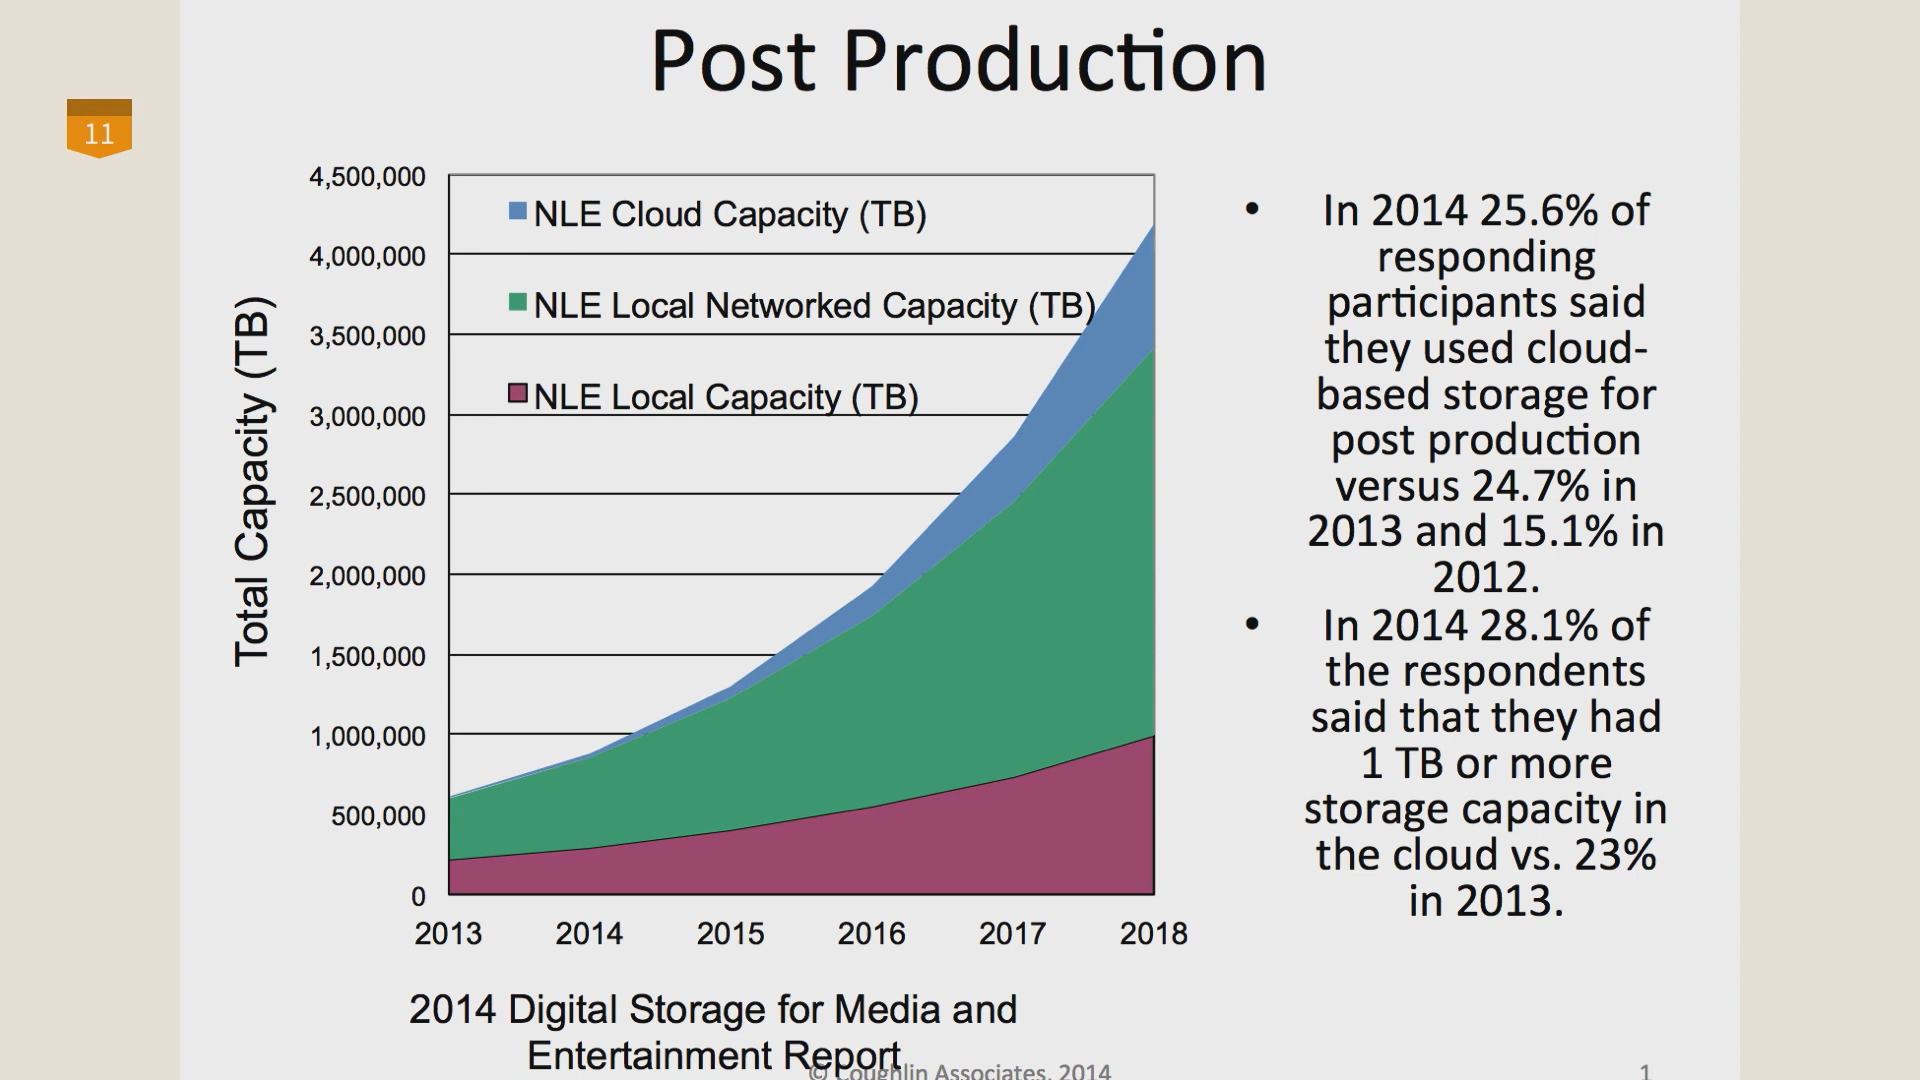 Post Production
11
4,500,000
4,000,000
3,500,000
3,000,000
2,500,000
2,000,000
1,500,000
1,000,000
500,000
0
Total Capacity (TB)
NLE Cloud Capacity (TB)
NLE Local Networked Capacity (TB)
NLE Local Capacity (TB)
2013 2014 2015 2016 2017 2018
2014 Digital Storage for Media and
Entertainment Report
• In 2014 25.6% of
responding
participants said
they used cloud-
based storage for
post production
versus 24.7% in
2013 and 15.1% in
2012.
• In 2014 28.1% of
the respondents
said that they had
1 TB or more
storage capacity in
the cloud vs. 23%
in 2013.
© Coughlin Associates, 2014
1